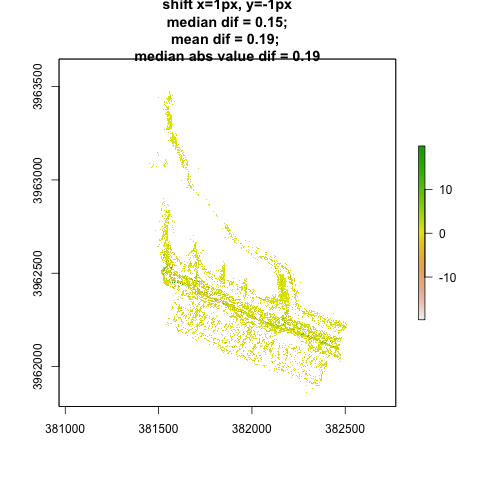 shift x=1px, y=-1px
median dif = 0.15;
mean dif = 0.19;
median abs value dif = 0.19
3963500
3963000
3962500
3962000
10
0
-10
381000
381500
382000
382500